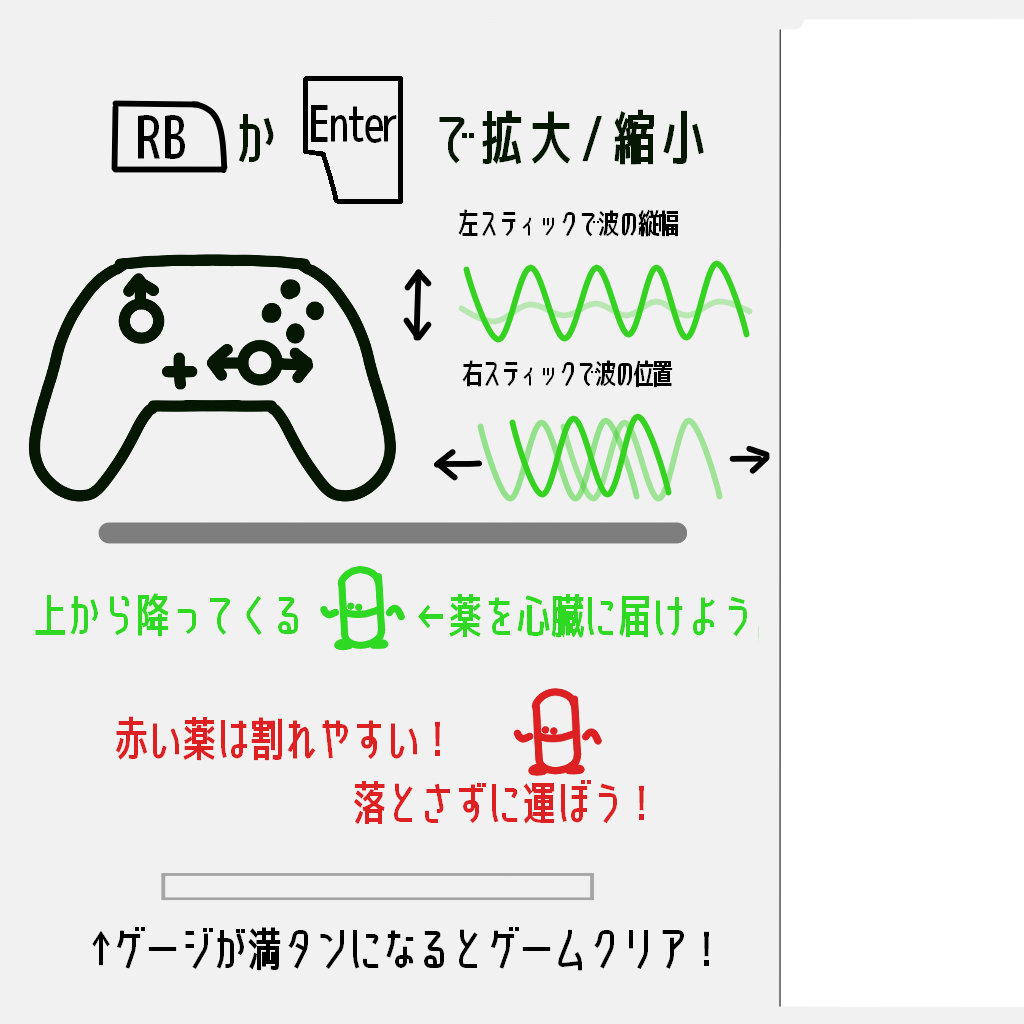 RB か Enter で拡大/縮小
左スティックで波の縦幅
右スティックで波の位置
上から降ってくる ←薬を心臓に届けよう
赤い薬は割れやすい!
落とさずに運ぼう!
↑ゲージが満タンになるとゲームクリア!